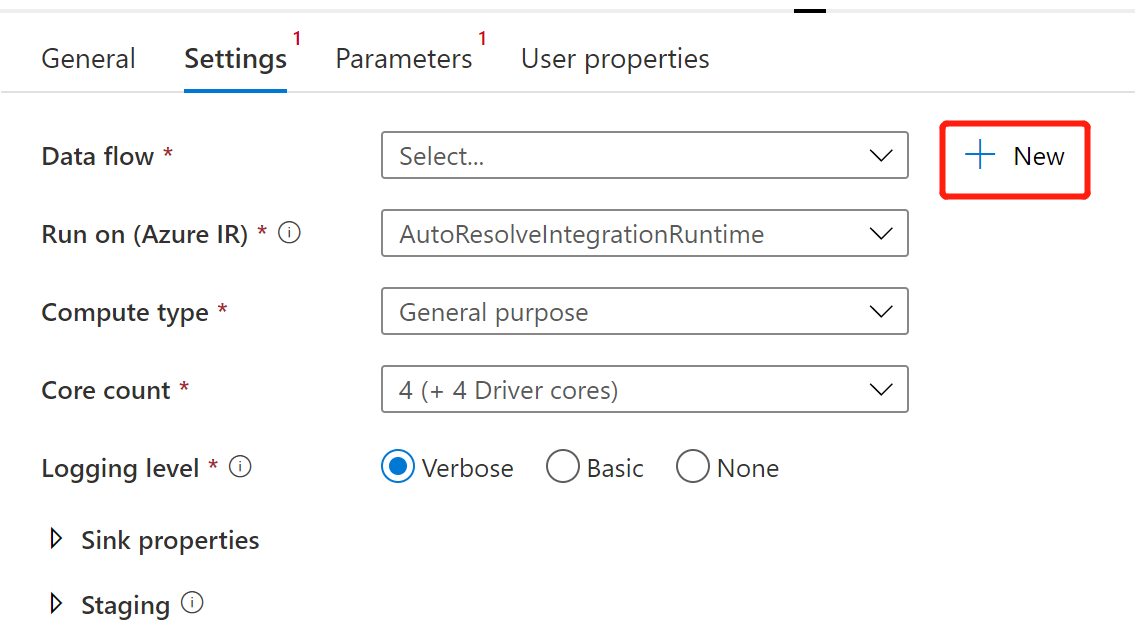 General Settings 1 Parameters 1 User properties
Data flow * Select... New
Run on (Azure IR) * AutoResolveIntegrationRuntime
Compute type * General purpose
Core count * 4 (+ 4 Driver cores)
Logging level * Verbose Basic None
Sink properties
Staging